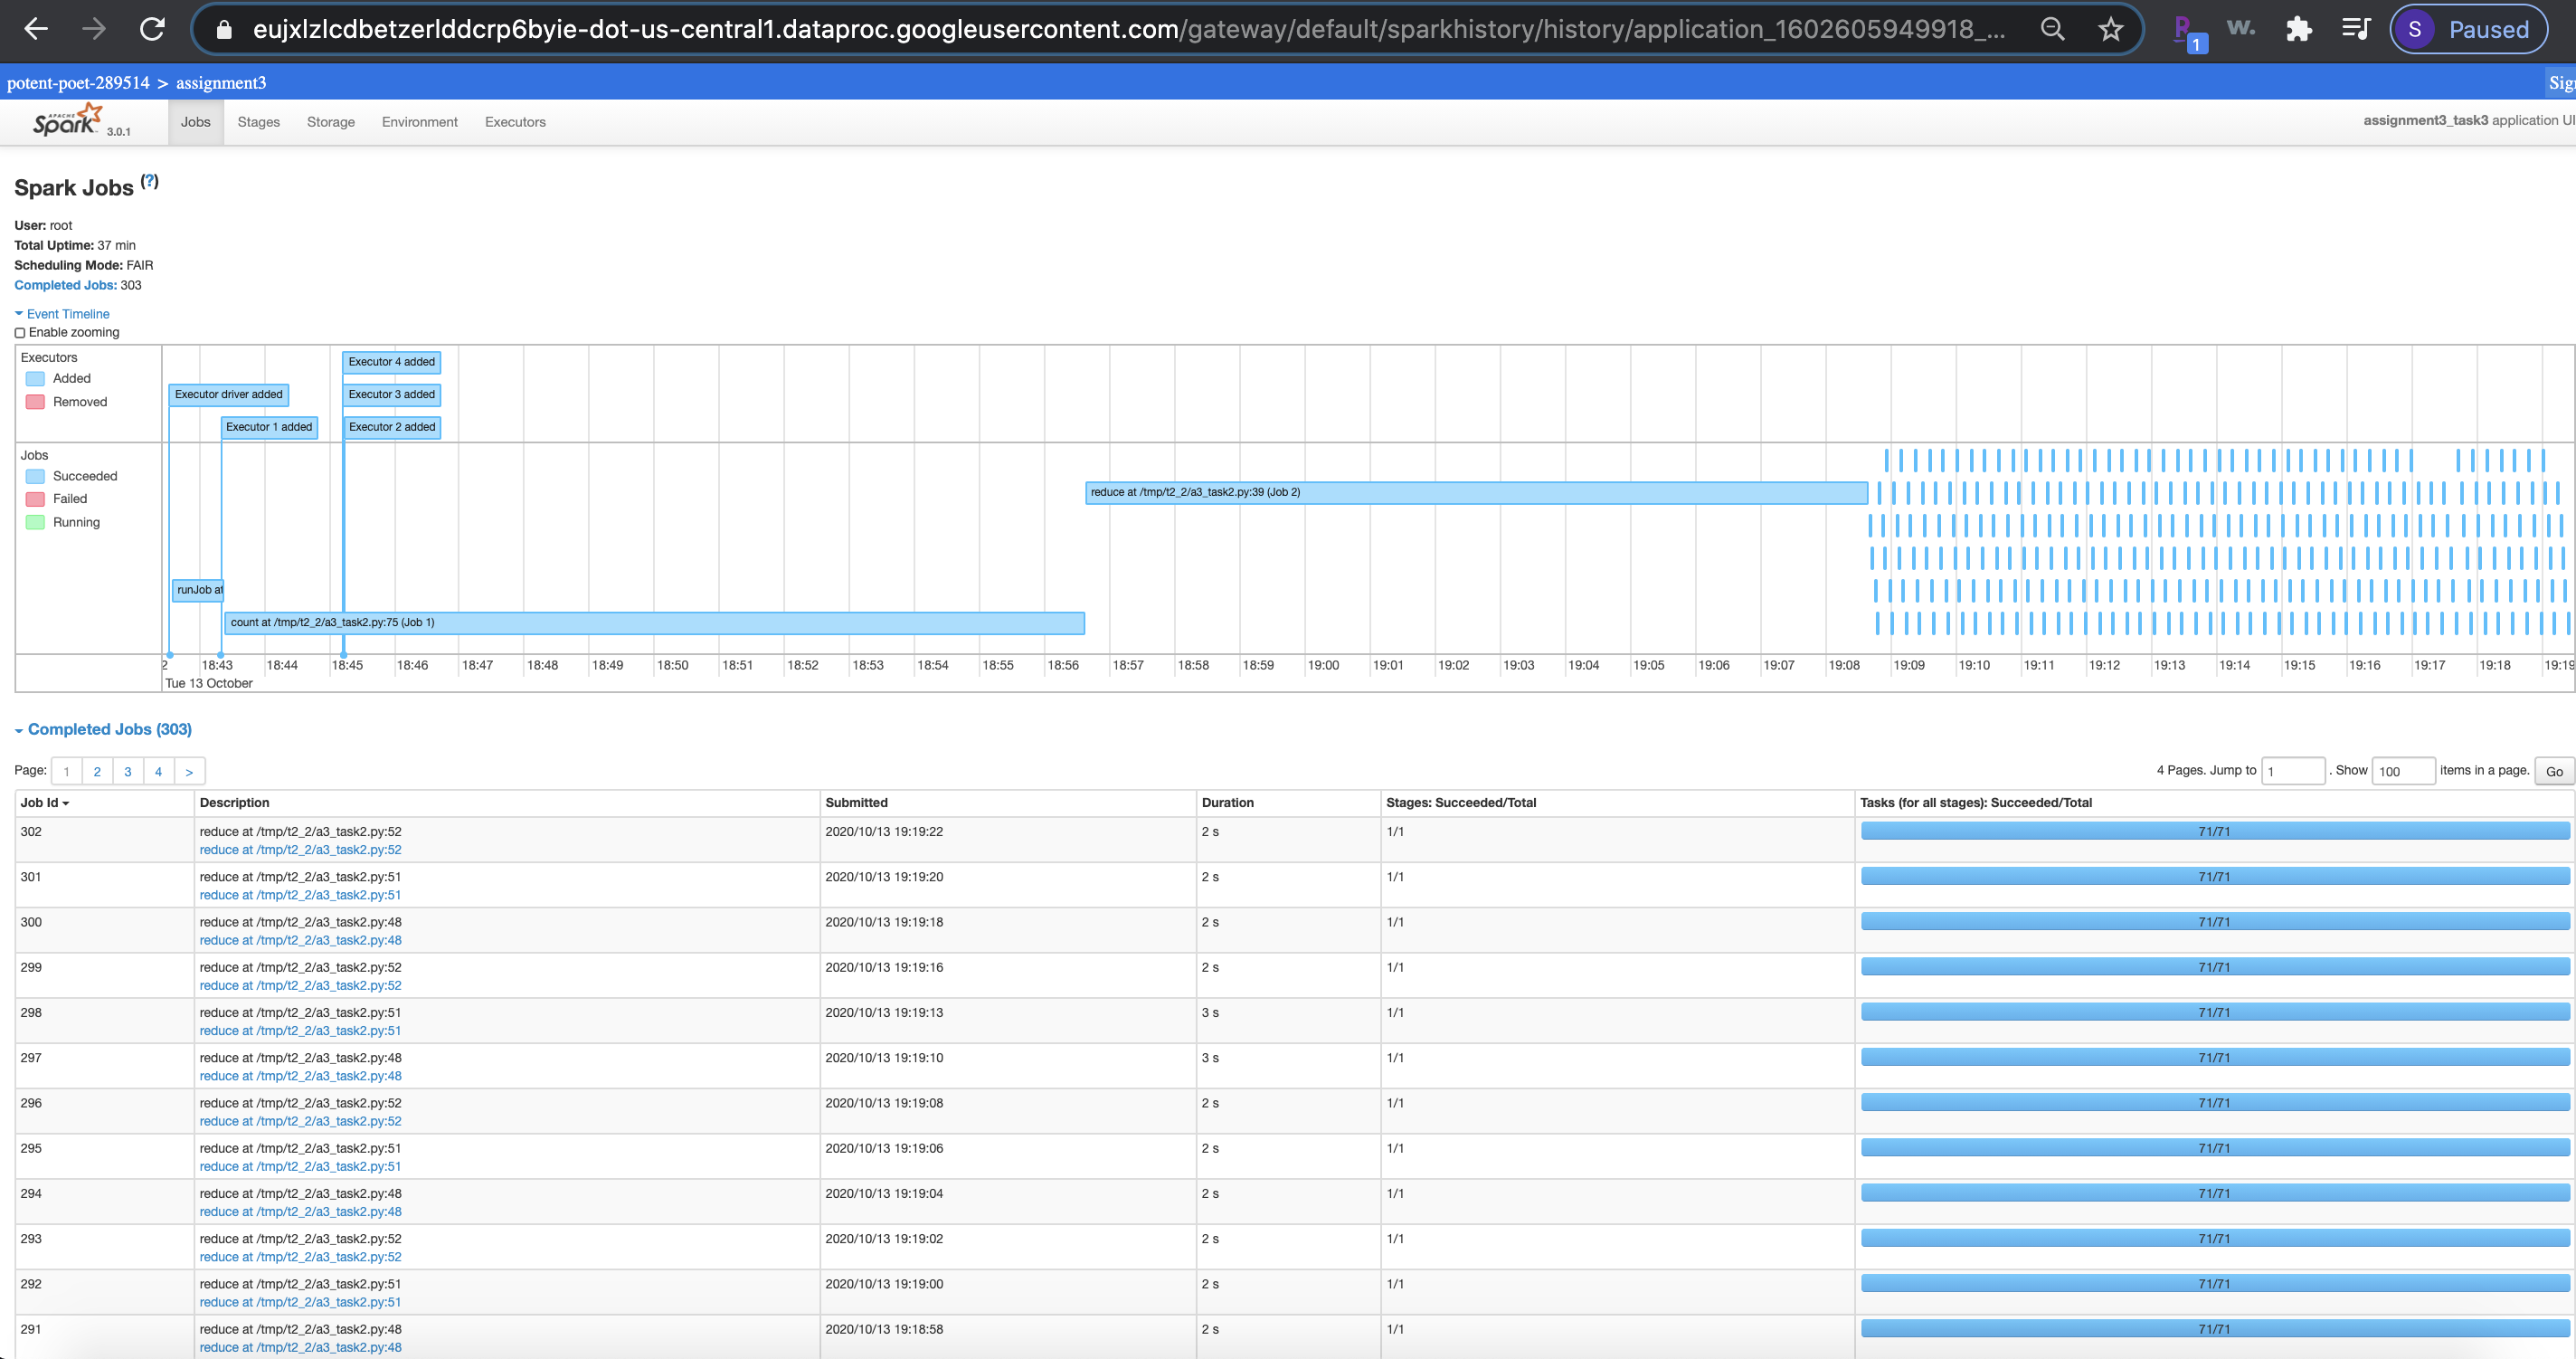 eujxlzlcdbetzerlddcrp6byie-dot-us-central1.dataproc.googleusercontent.com/gateway/default/sparkhistory/history/application_1602605949918_...
1
w.
S Paused
potent-poet-289514 > assignment3
Sig
APACHE Spark 3.0.1
Jobs Stages Storage Environment Executors
assignment3_task3 application UI
Spark Jobs (?)
User: root
Total Uptime: 37 min
Scheduling Mode: FAIR
Completed Jobs: 303
Event Timeline
Enable zooming
Executors
Added
Removed
Executor 4 added
Executor driver added
Executor 3 added
Executor 1 added
Executor 2 added
Jobs
Succeeded
Failed
Running
reduce at /tmp/t2_2/a3_task2.py:39 (Job 2)
runJob at
count at /tmp/t2_2/a3_task2.py:75 (Job 1)
2 18:43 18:44 18:45 18:46 18:47 18:48 18:49 18:50 18:51 18:52 18:53 18:54 18:55 18:56 18:57 18:58 18:59 19:00 19:01 19:02 19:03 19:04 19:05 19:06 19:07 19:08 19:09 19:10 19:11 19:12 19:13 19:14 19:15 19:16 19:17 19:18 19:19
Tue 13 October
Completed Jobs (303)
Page: 1 2 3 4 >
4 Pages. Jump to 1 . Show 100 items in a page. Go
Job Id Description Submitted Duration Stages: Succeeded/Total Tasks (for all stages): Succeeded/Total
302 reduce at /tmp/t2_2/a3_task2.py:52 2020/10/13 19:19:22 2 s 1/1 71/71
reduce at /tmp/t2_2/a3_task2.py:52
301 reduce at /tmp/t2_2/a3_task2.py:51 2020/10/13 19:19:20 2 s 1/1 71/71
reduce at /tmp/t2_2/a3_task2.py:51
300 reduce at /tmp/t2_2/a3_task2.py:48 2020/10/13 19:19:18 2 s 1/1 71/71
reduce at /tmp/t2_2/a3_task2.py:48
299 reduce at /tmp/t2_2/a3_task2.py:52 2020/10/13 19:19:16 2 s 1/1 71/71
reduce at /tmp/t2_2/a3_task2.py:52
298 reduce at /tmp/t2_2/a3_task2.py:51 2020/10/13 19:19:13 3 s 1/1 71/71
reduce at /tmp/t2_2/a3_task2.py:51
297 reduce at /tmp/t2_2/a3_task2.py:48 2020/10/13 19:19:10 3 s 1/1 71/71
reduce at /tmp/t2_2/a3_task2.py:48
296 reduce at /tmp/t2_2/a3_task2.py:52 2020/10/13 19:19:08 2 s 1/1 71/71
reduce at /tmp/t2_2/a3_task2.py:52
295 reduce at /tmp/t2_2/a3_task2.py:51 2020/10/13 19:19:06 2 s 1/1 71/71
reduce at /tmp/t2_2/a3_task2.py:51
294 reduce at /tmp/t2_2/a3_task2.py:48 2020/10/13 19:19:04 2 s 1/1 71/71
reduce at /tmp/t2_2/a3_task2.py:48
293 reduce at /tmp/t2_2/a3_task2.py:52 2020/10/13 19:19:02 2 s 1/1 71/71
reduce at /tmp/t2_2/a3_task2.py:52
292 reduce at /tmp/t2_2/a3_task2.py:51 2020/10/13 19:19:00 2 s 1/1 71/71
reduce at /tmp/t2_2/a3_task2.py:51
291 reduce at /tmp/t2_2/a3_task2.py:48 2020/10/13 19:18:58 2 s 1/1 71/71
reduce at /tmp/t2_2/a3_task2.py:48